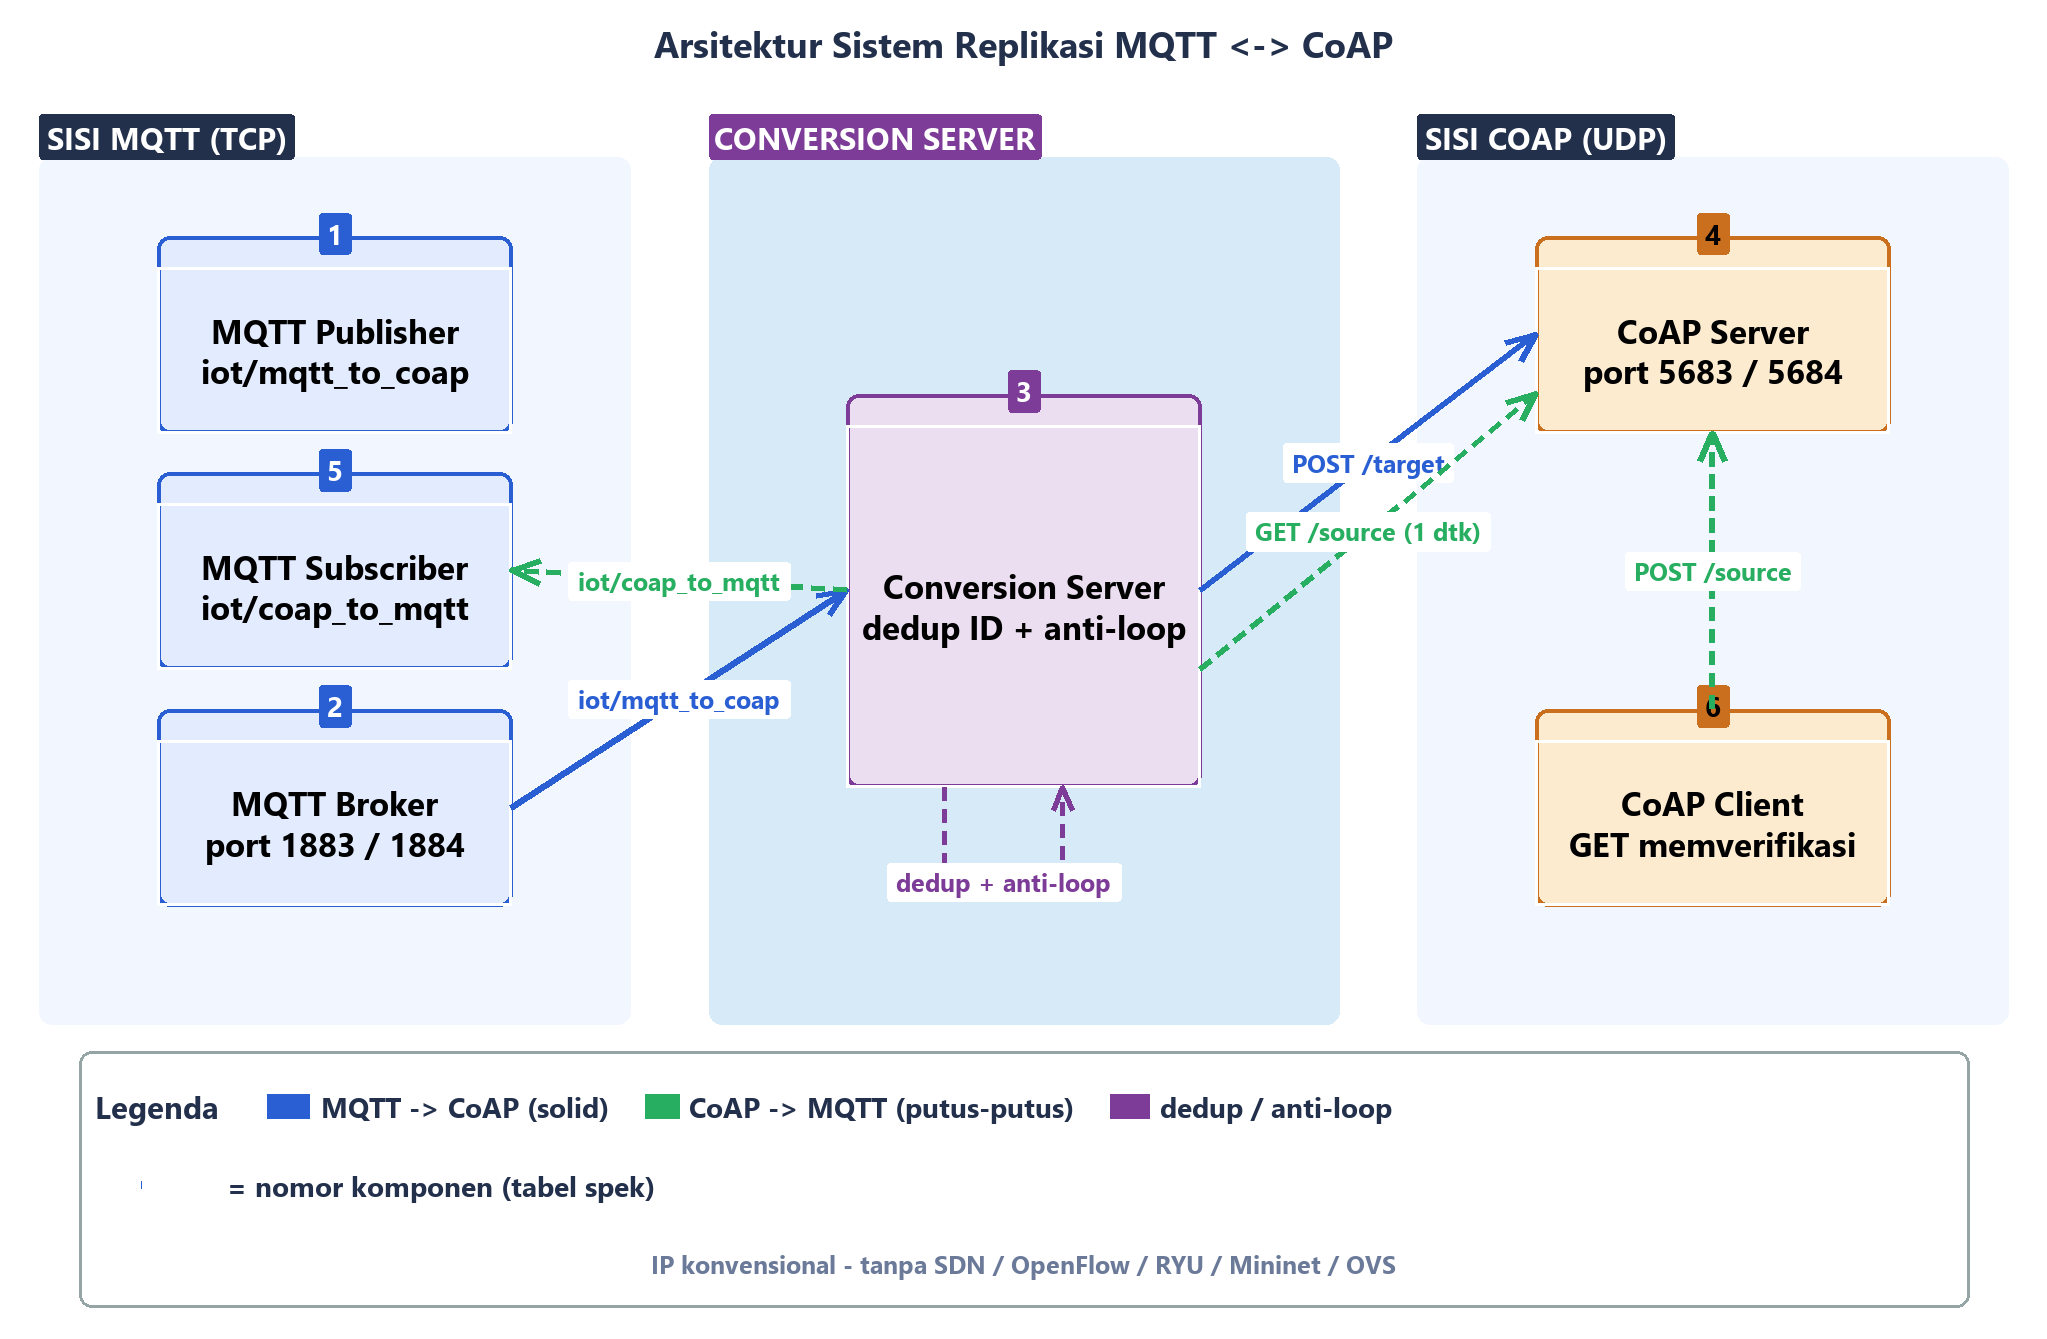 Arsitektur Sistem Replikasi MQTT <-> CoAP
SISI MQTT (TCP)
1
MQTT Publisher
iot/mqtt_to_coap
5
MQTT Subscriber
iot/coap_to_mqtt
2
MQTT Broker
port 1883 / 1884
iot/coap_to_mqtt
iot/mqtt_to_coap
CONVERSION SERVER
3
Conversion Server
dedup ID + anti-loop
dedup + anti-loop
POST /target
GET /source (1 dtk)
SISI COAP (UDP)
4
CoAP Server
port 5683 / 5684
POST /source
6
CoAP Client
GET memverifikasi
Legenda
MQTT -> CoAP (solid)
CoAP -> MQTT (putus-putus)
dedup / anti-loop
= nomor komponen (tabel spek)
IP konvensional - tanpa SDN / OpenFlow / RYU / Mininet / OVS